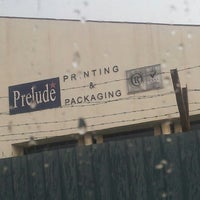 Prelude
PRINTING
&
PACKAGING